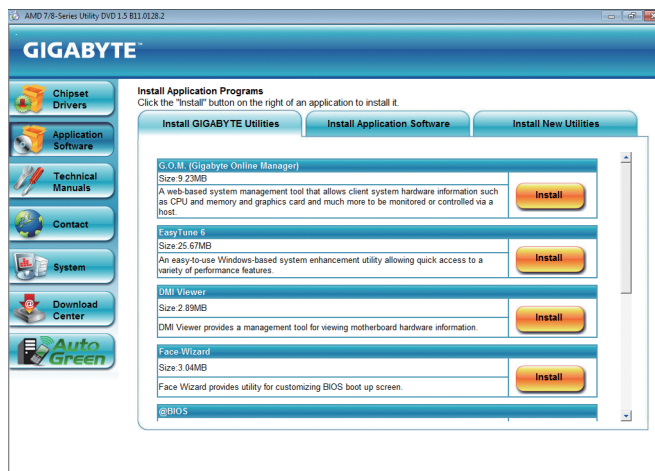 AMD 7/8-Series Utility DVD 1.5 B11.0128.2
GIGABYTE™
Chipset
Drivers
Application
Software
Technical
Manuals
Contact
System
Download
Center
Auto
Green
Install Application Programs
Click the "Install" button on the right of an application to install it.
Install GIGABYTE Utilities
Install Application Software
Install New Utilities
G.O.M. (Gigabyte Online Manager)
Size:9.23MB
A web-based system management tool that allows client system hardware information such
as CPU and memory and graphics card and much more to be monitored or controlled via a
host.
Install
EasyTune 6
Size:25.67MB
An easy-to-use Windows-based system enhancement utility allowing quick access to a
variety of performance features.
Install
DMI Viewer
Size:2.89MB
DMI Viewer provides a management tool for viewing motherboard hardware information.
Install
Face-Wizard
Size:3.04MB
Face Wizard provides utility for customizing BIOS boot up screen.
Install
@BIOS